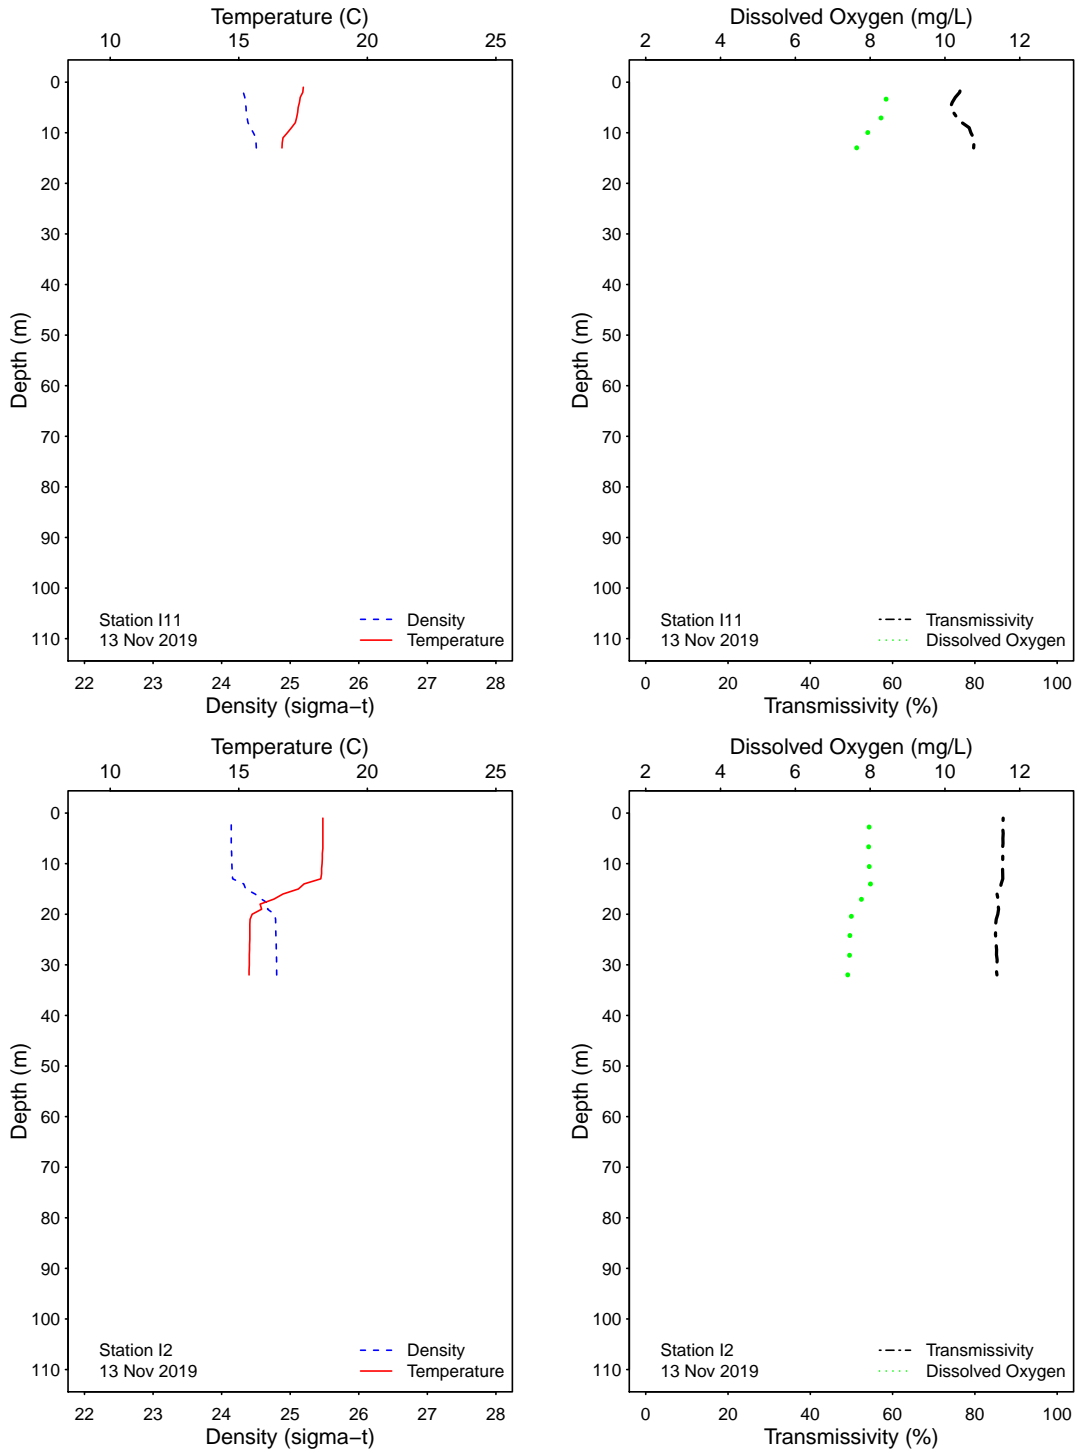 Temperature (C)
10 15 20 25
0
10
20
30
40
50
60
70
80
90
100
110
Depth (m)
Station I11
13 Nov 2019
Density
Temperature
22 23 24 25 26 27 28
Density (sigma−t)
Dissolved Oxygen (mg/L)
2 4 6 8 10 12
0
10
20
30
40
50
60
70
80
90
100
110
Depth (m)
Station I11
13 Nov 2019
Transmissivity
Dissolved Oxygen
0 20 40 60 80 100
Transmissivity (%)
Temperature (C)
10 15 20 25
0
10
20
30
40
50
60
70
80
90
100
110
Depth (m)
Station I2
13 Nov 2019
Density
Temperature
22 23 24 25 26 27 28
Density (sigma−t)
Dissolved Oxygen (mg/L)
2 4 6 8 10 12
0
10
20
30
40
50
60
70
80
90
100
110
Depth (m)
Station I2
13 Nov 2019
Transmissivity
Dissolved Oxygen
0 20 40 60 80 100
Transmissivity (%)